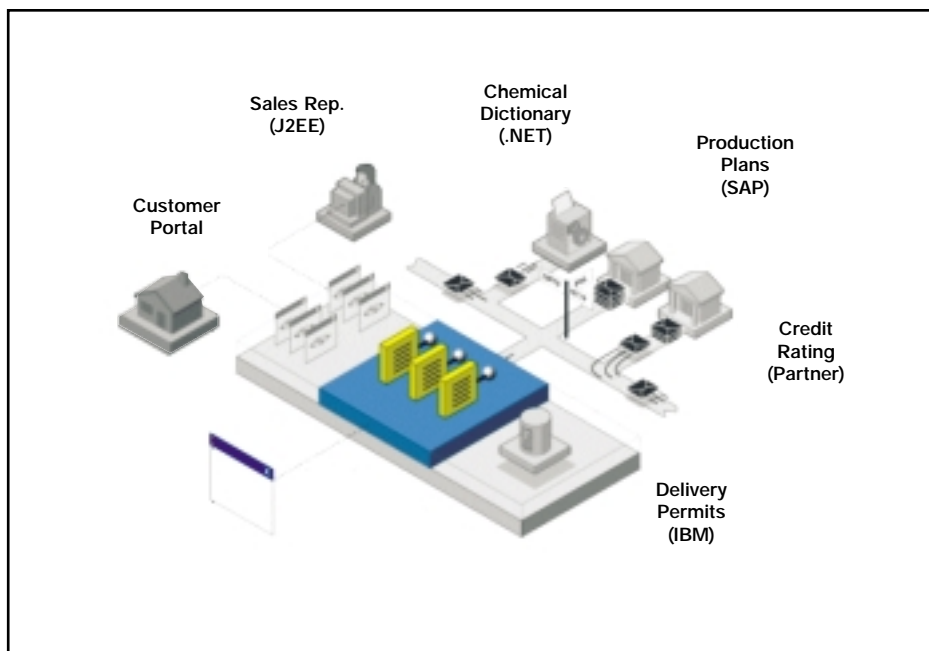 Chemical
Dictionary
(.NET)
Sales Rep.
(J2EE)
Production
Plans
(SAP)
Customer
Portal
Credit
Rating
(Partner)
Delivery
Permits
(IBM)